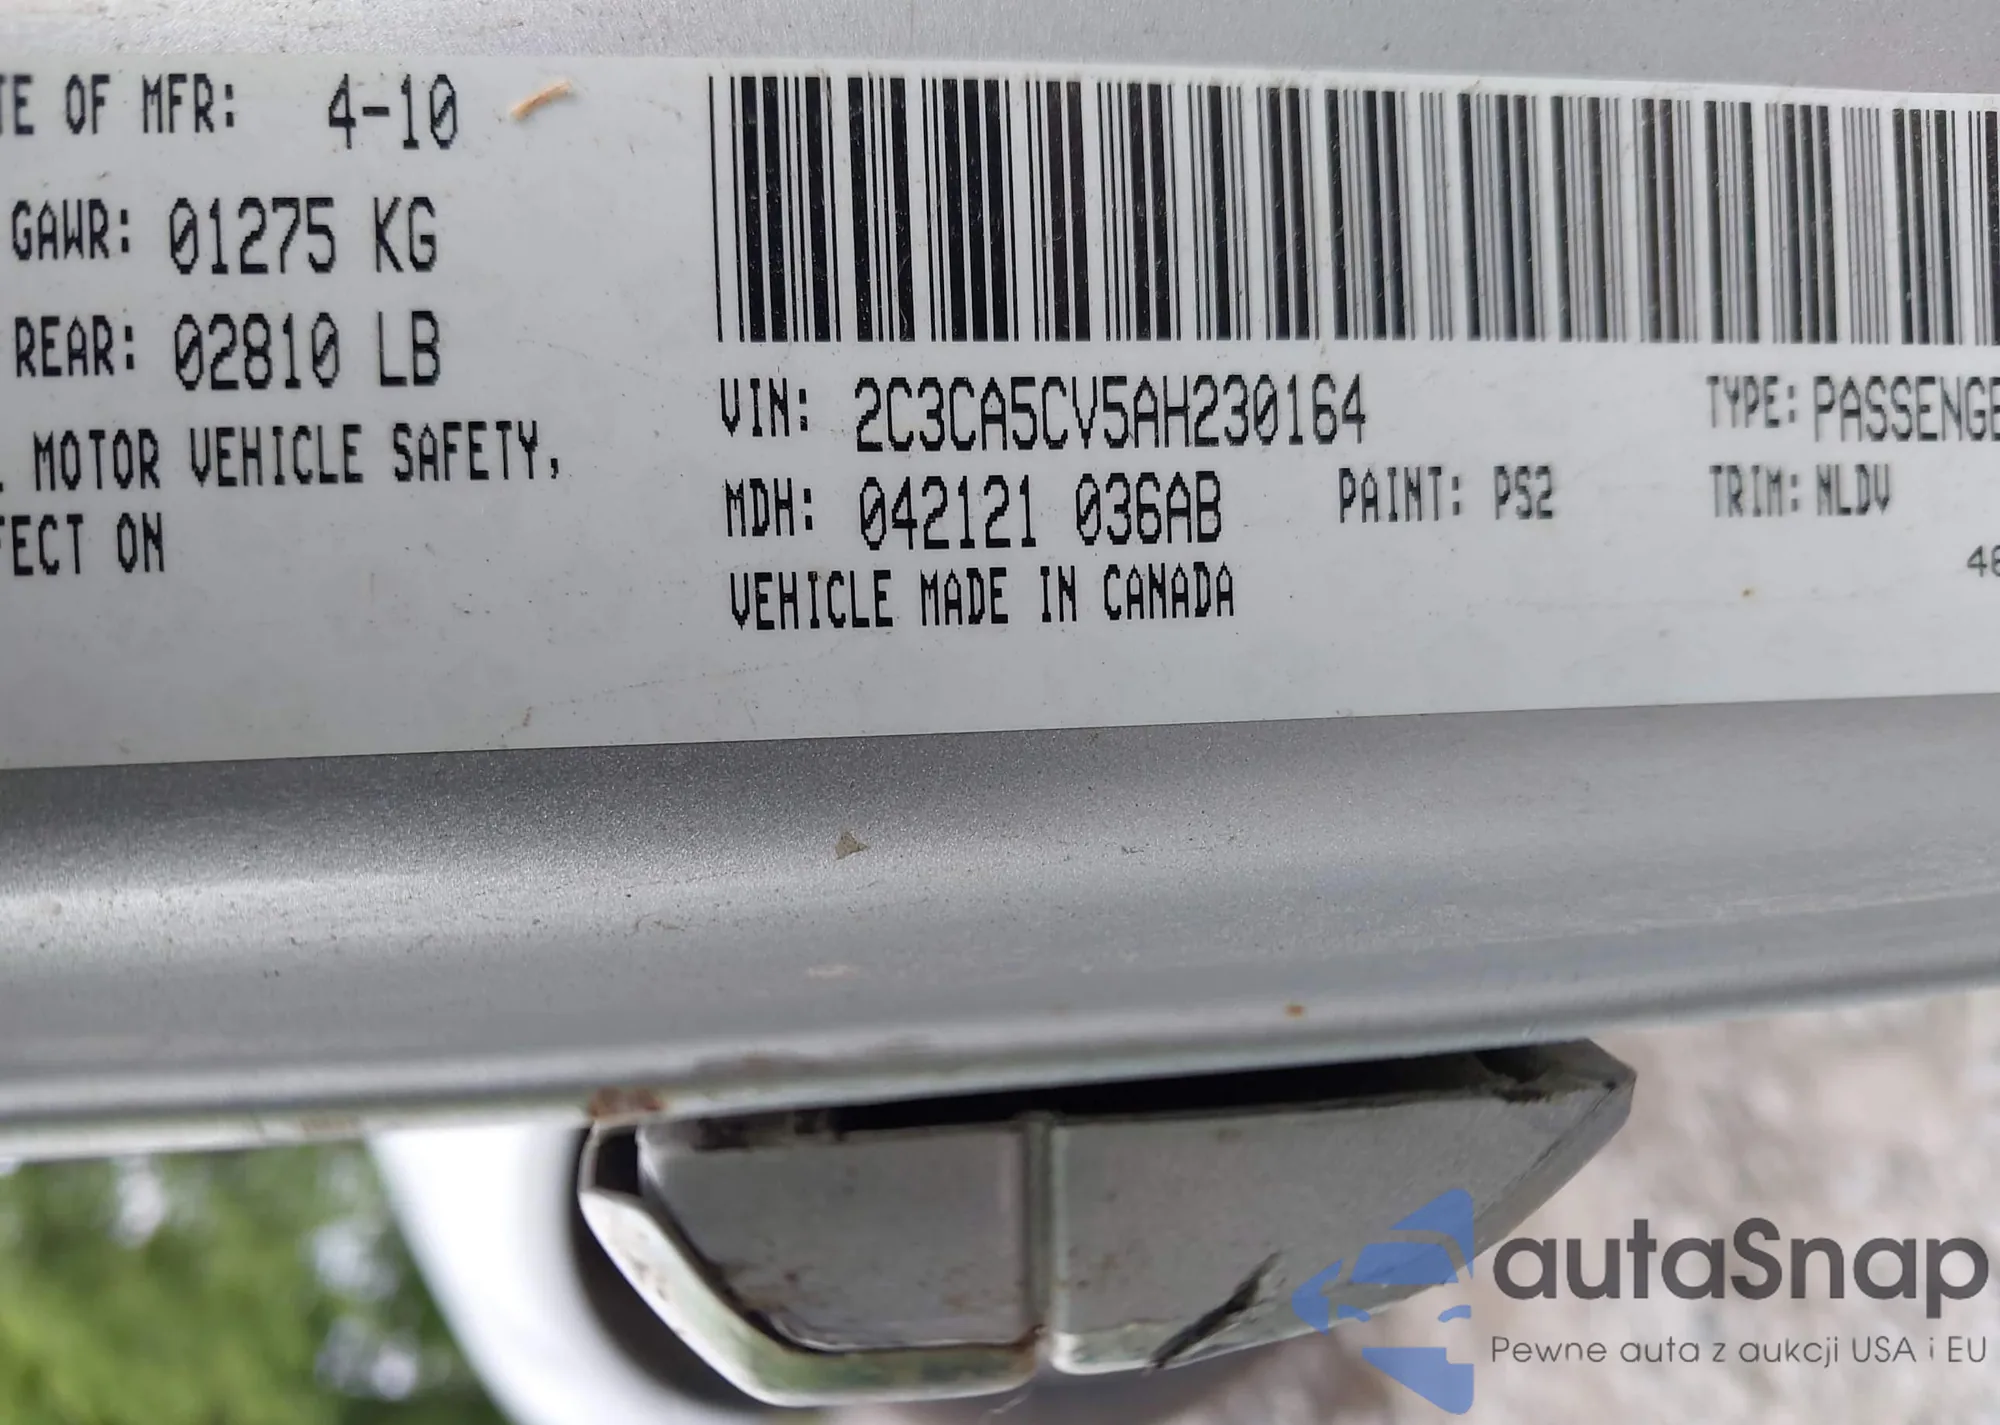 TE OF MFR: 4-10
GAWR: 01275 KG
REAR: 02810 LB
MOTOR VEHICLE SAFETY,
FECT ON
VIN: 2C3CA5CV5AH230164 TYPE: PASSENGE
MDH: 042121 036AB PAINT: PS2 TRIM: NLDV
VEHICLE MADE IN CANADA
autaSnap
Pewne auta z aukcji USA i EU